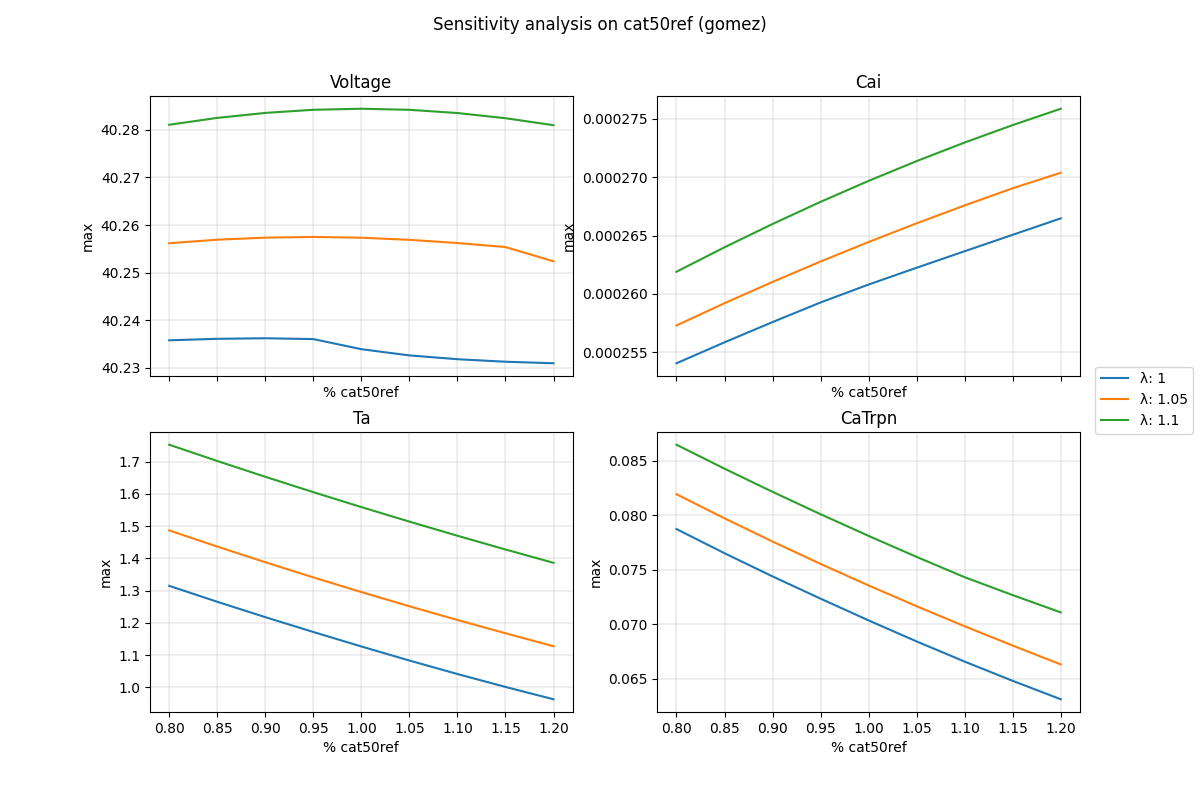 Sensitivity analysis on cat50ref (gomez)
Voltage
40.28
40.27
40.26
40.25
40.24
40.23
max
% cat50ref
Cai
0.000275
0.000270
0.000265
0.000260
0.000255
max
% cat50ref
λ: 1
λ: 1.05
λ: 1.1
Ta
1.7
1.6
1.5
1.4
1.3
1.2
1.1
1.0
max
0.80 0.85 0.90 0.95 1.00 1.05 1.10 1.15 1.20
% cat50ref
CaTrpn
0.085
0.080
0.075
0.070
0.065
max
0.80 0.85 0.90 0.95 1.00 1.05 1.10 1.15 1.20
% cat50ref